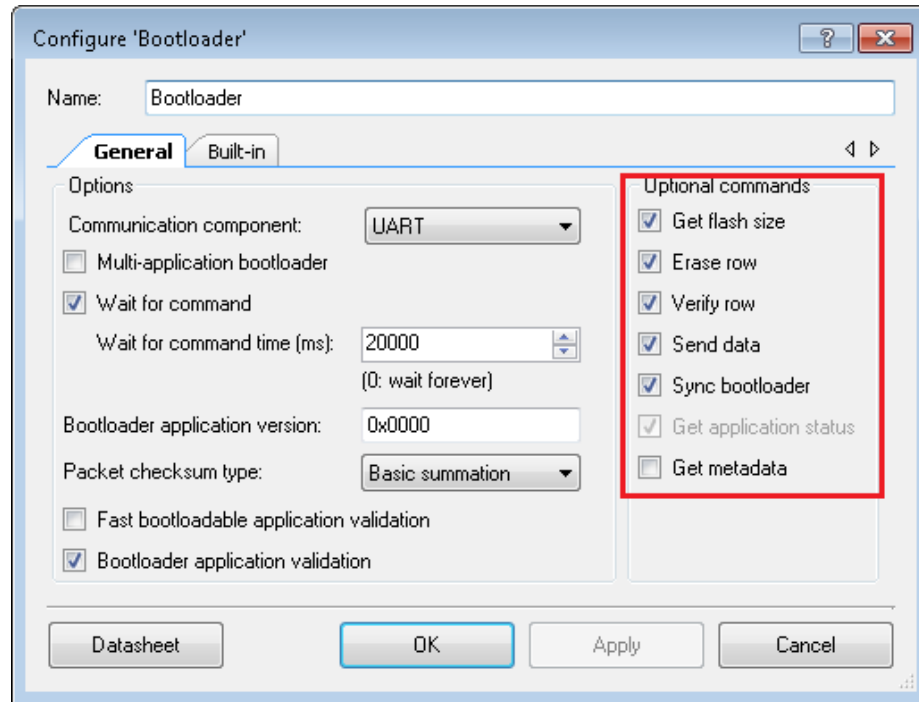 Configure 'Bootloader'
?
Name: Bootloader
General Built-in
Options
Communication component: UART
Multi-application bootloader
Wait for command
Wait for command time (ms): 20000
(0: wait forever)
Bootloader application version: 0x0000
Packet checksum type: Basic summation
Fast bootloadable application validation
Bootloader application validation
Optional commands
Get flash size
Erase row
Verify row
Send data
Sync bootloader
Get application status
Get metadata
Datasheet OK Apply Cancel